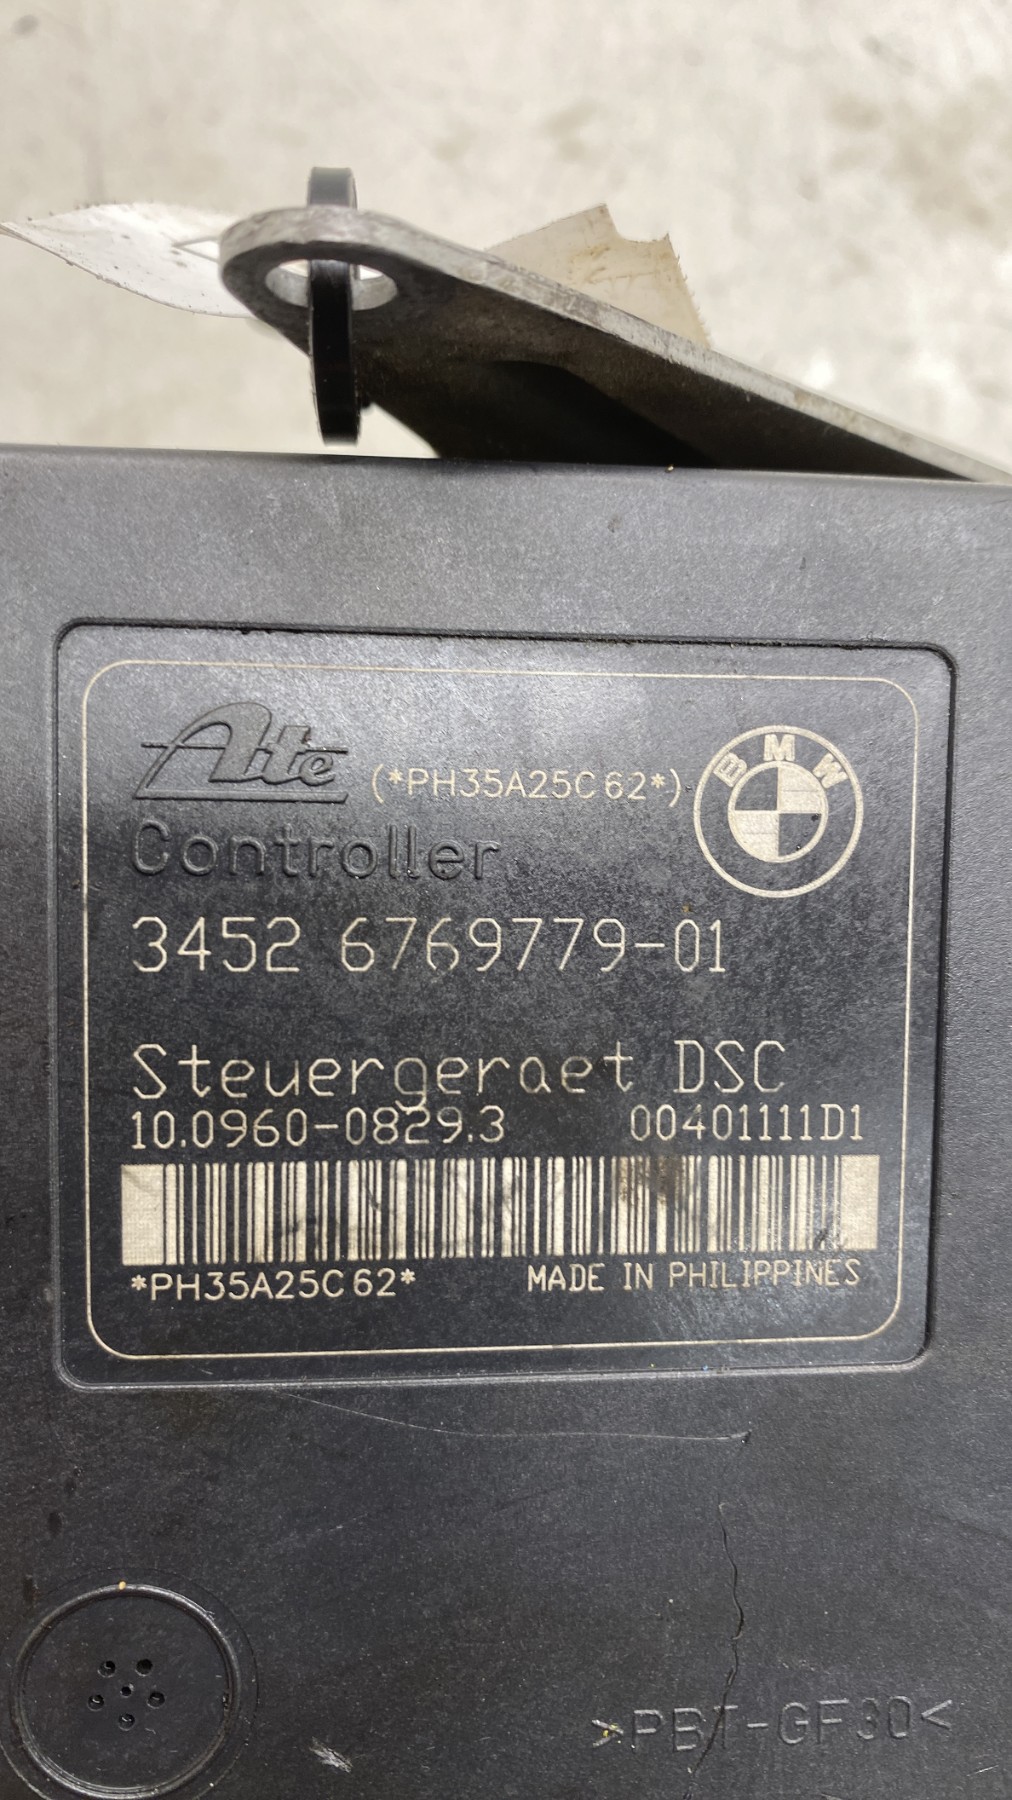 Ate (*PH35A25C62*) BMW
Controller
3452 6769779-01
Steuergeraet DSC
10.0960-0829.3 00401111D1
*PH35A25C62* MADE IN PHILIPPINES
>PBT-GF30<